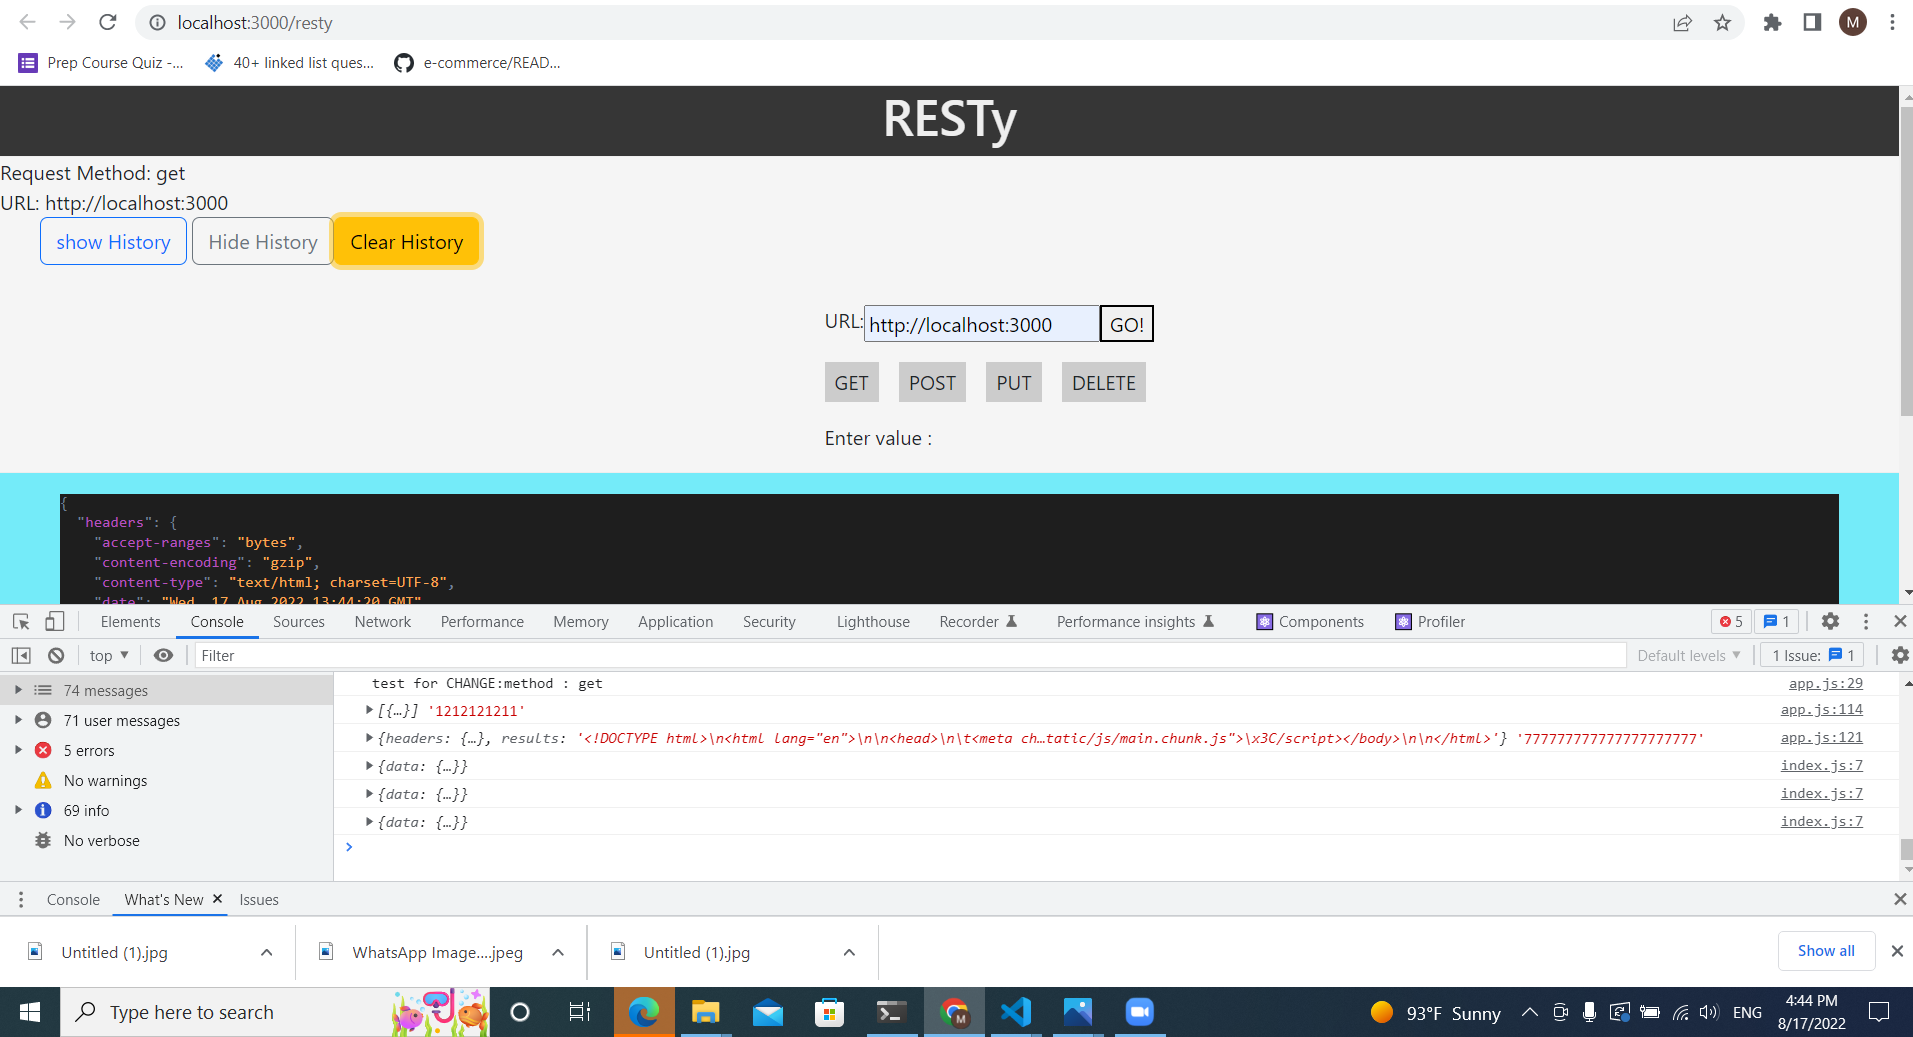 localhost:3000/resty
M
Prep Course Quiz -...
40+ linked list ques...
e-commerce/READ...
RESTy
Request Method: get
URL: http://localhost:3000
show History
Hide History
Clear History
URL:
http://localhost:3000
GO!
GET
POST
PUT
DELETE
Enter value :
{
"headers": {
"accept-ranges": "bytes",
"content-encoding": "gzip",
"content-type": "text/html; charset=UTF-8",
"date": "Wed, 17 Aug 2022 13:44:20 GMT"
Elements
Console
Sources
Network
Performance
Memory
Application
Security
Lighthouse
Recorder
Performance insights
Components
Profiler
5
1
top
Filter
Default levels
1 Issue: 1
74 messages
71 user messages
5 errors
No warnings
69 info
No verbose
test for CHANGE:method : get app.js:29
[{…}] '1212121211' app.js:114
{headers: {…}, results: '<!DOCTYPE html>\n<html lang="en">\n\n<head>\n\t<meta ch…tatic/js/main.chunk.js">\x3C/script></body>\n\n</html>'} '777777777777777777777' app.js:121
{data: {…}} index.js:7
{data: {…}} index.js:7
{data: {…}} index.js:7
Console
What's New
Issues
Untitled (1).jpg
WhatsApp Image....jpeg
Untitled (1).jpg
Show all
Type here to search
M
93°F Sunny
ENG
4:44 PM
8/17/2022